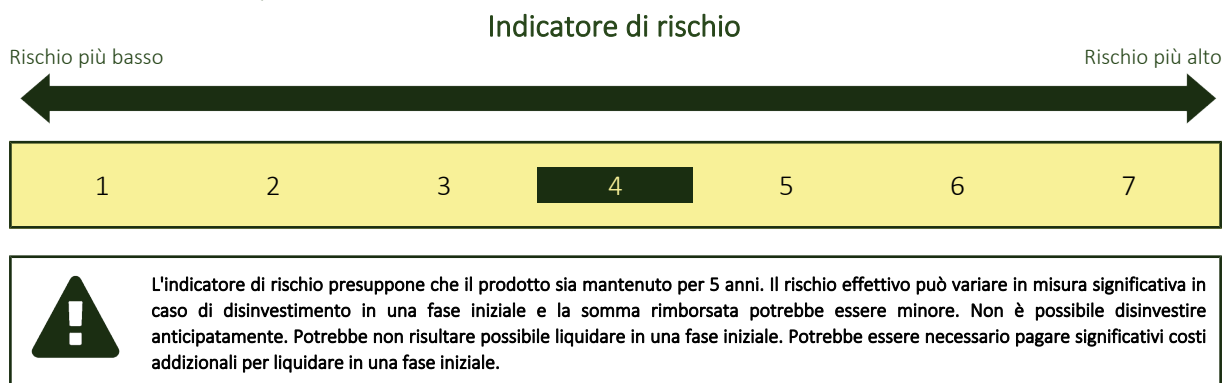 Indicatore di rischio
Rischio più basso
Rischio più alto
1 2 3 4 5 6 7
L'indicatore di rischio presuppone che il prodotto sia mantenuto per 5 anni. Il rischio effettivo può variare in misura significativa in
caso di disinvestimento in una fase iniziale e la somma rimborsata potrebbe essere minore. Non è possibile disinvestire
anticipatamente. Potrebbe non risultare possibile liquidare in una fase iniziale. Potrebbe essere necessario pagare significativi costi
addizionali per liquidare in una fase iniziale.